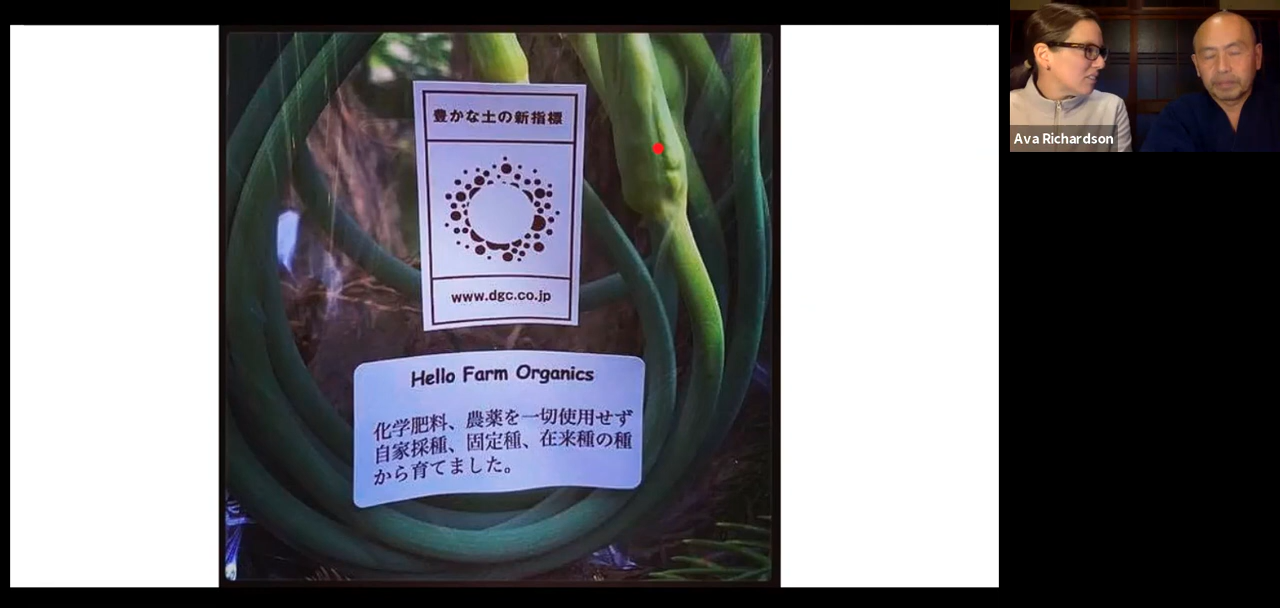 豊かな土の新指標
www.dgc.co.jp
Hello Farm Organics
化学肥料、農薬を一切使用せず
自家採種、固定種、在来種の種
から育てました。
Ava Richardson